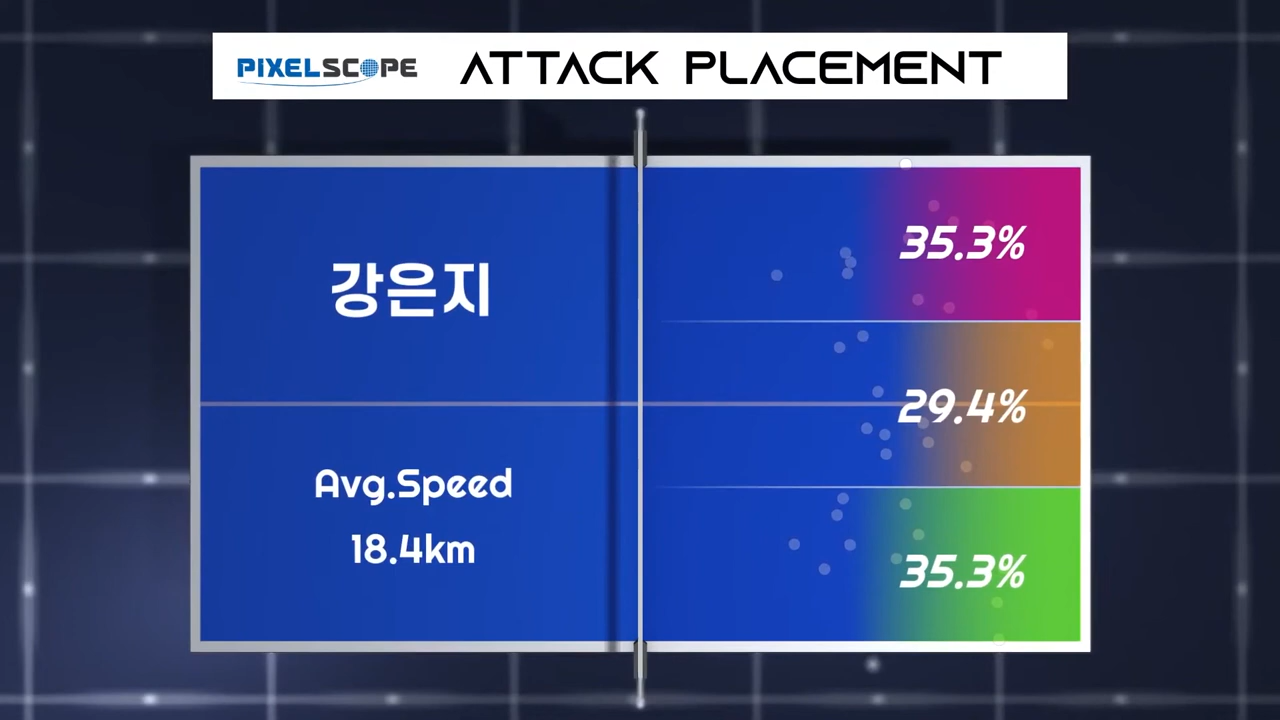 PIXELSCOPE ATTACK PLACEMENT
강은지
Avg.Speed
18.4km
35.3%
29.4%
35.3%